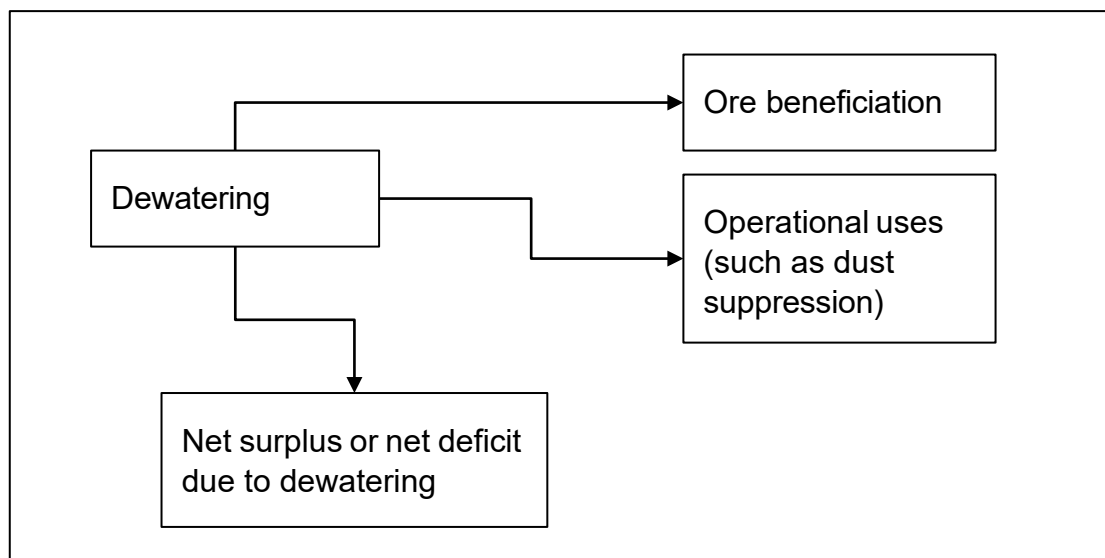 Ore beneficiation
Dewatering
Operational uses
(such as dust
suppression)
Net surplus or net deficit
due to dewatering